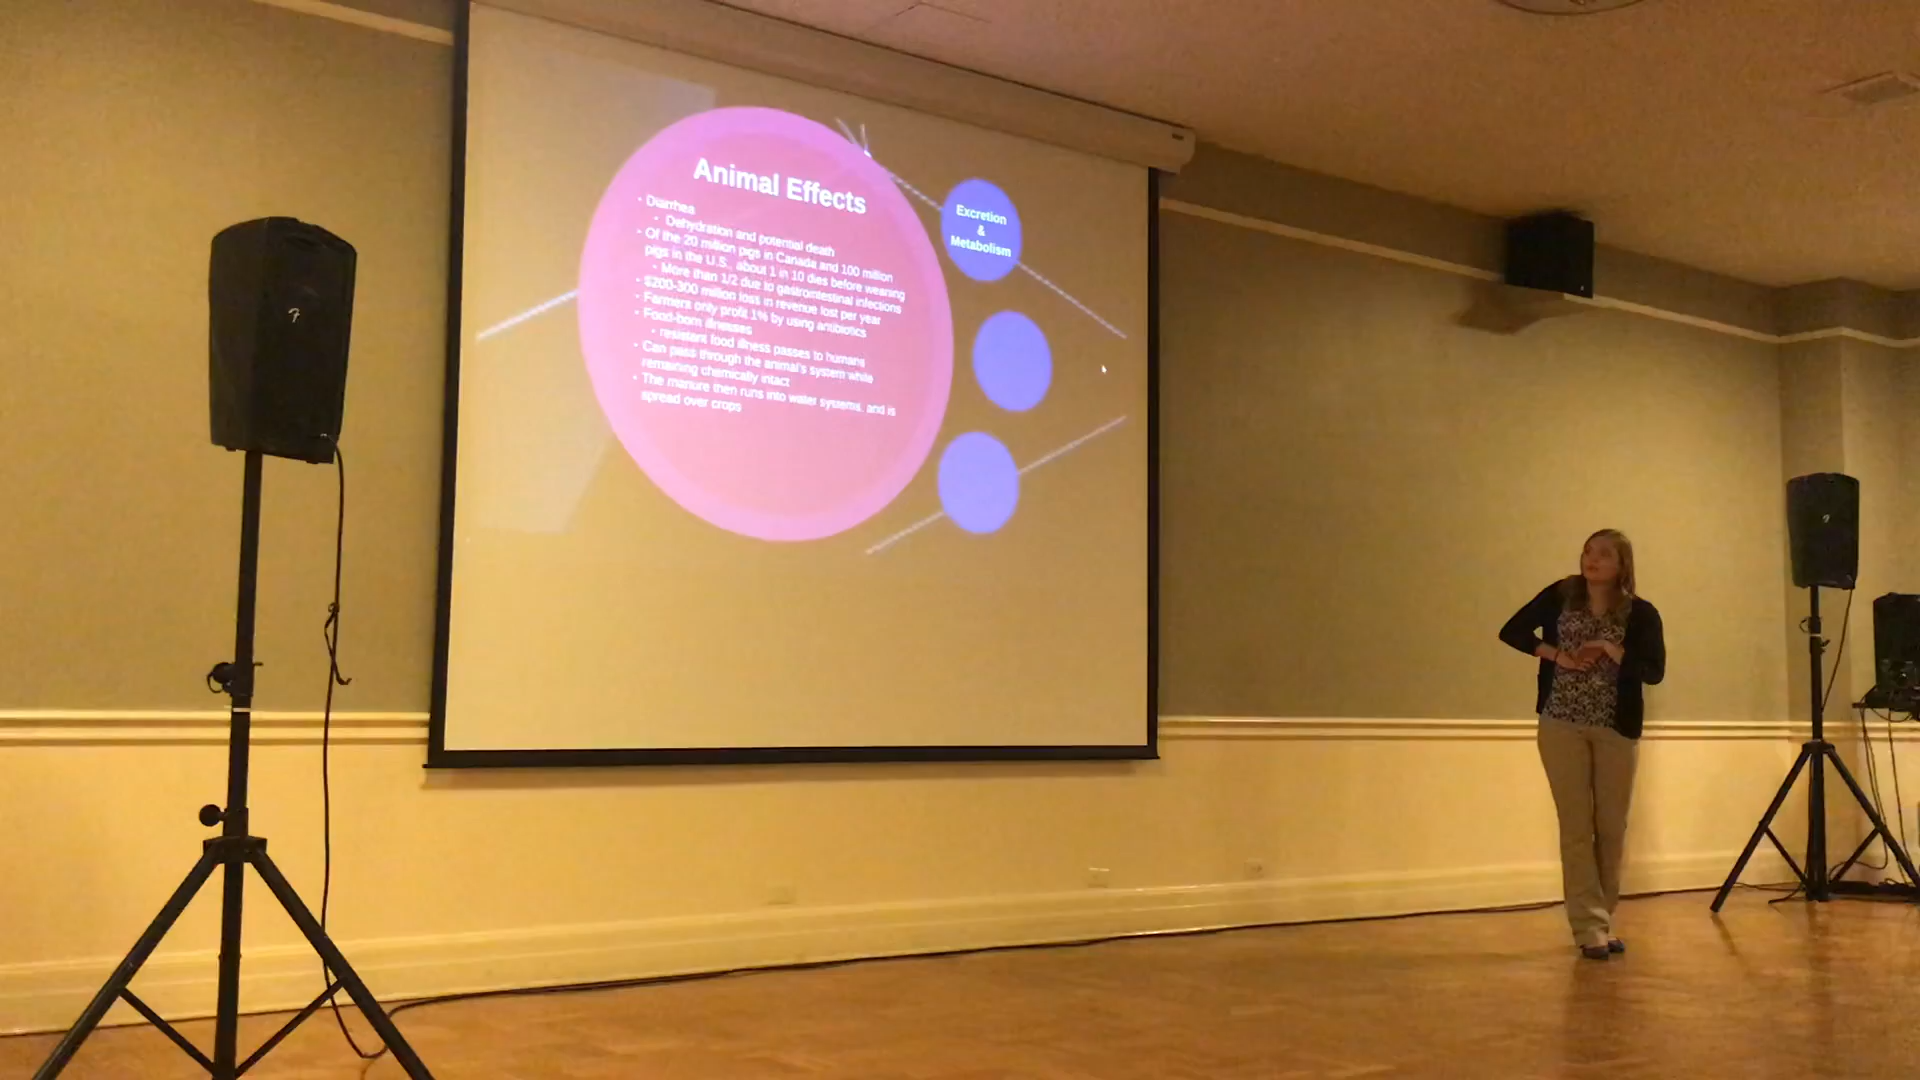 Animal Effects
• Diarrhea
• Dehydration and potential death
• Of the 20 million pigs in Canada and 100 million
pigs in the U.S., about 1 in 10 dies before weaning
• More than 1/2 due to gastrointestinal infections
• $200-300 million loss in revenue lost per year
• Farmers only profit 1% by using antibiotics
• Food-born illnesses
• resistant food illness passes to humans
• Can pass through the animal's system while
remaining chemically intact
• The manure then runs into water systems, and is
spread over crops
Excretion
&
Metabolism